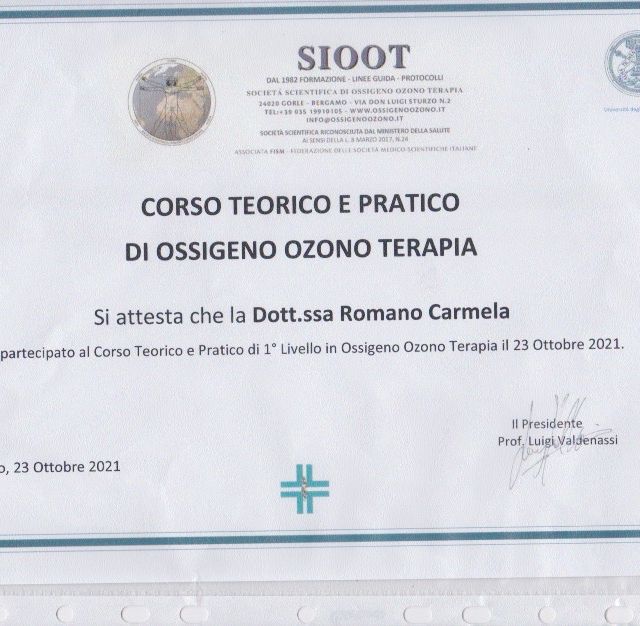 SIOOT
DAL 1982 FORMAZIONE - LINEE GUIDA - PROTOCOLLI
SOCIETÀ SCIENTIFICA DI OSSIGENO OZONO TERAPIA
24020 GORLE - BERGAMO - VIA DON LUIGI STURZO N.2
TEL:+39 035 19910105 - WWW.OSSIGENOOZONO.IT
INFO@OSSIGENOOZONO.IT
SOCIETÀ SCIENTIFICA RICONOSCIUTA DAL MINISTERO DELLA SALUTE
AI SENSI DELLA L. 8 MARZO 2017, N.24
ASSOCIATA FISM - FEDERAZIONE DELLE SOCIETÀ MEDICO-SCIENTIFICHE ITALIANE
CORSO TEORICO E PRATICO
DI OSSIGENO OZONO TERAPIA
Si attesta che la Dott.ssa Romano Carmela
partecipato al Corso Teorico e Pratico di 1° Livello in Ossigeno Ozono Terapia il 23 Ottobre 2021.
Il Presidente
Prof. Luigi Valdenassi
o, 23 Ottobre 2021